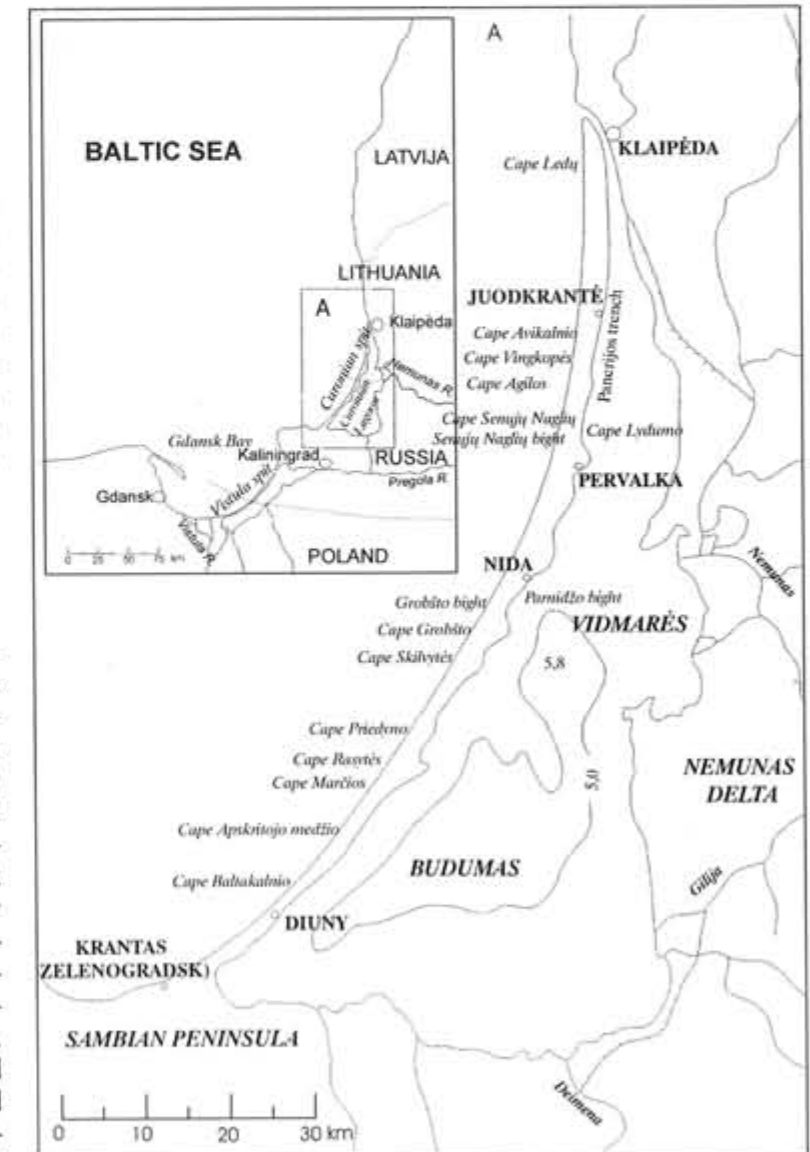 A
BALTIC SEA
LATVIJA
LITHUANIA
A
Klaipėda
Curonian spit
Curonian
Lagoon
Nemunas R.
Gdansk Bay
Kaliningrad
RUSSIA
Pregola R.
Vistula spit
Gdansk
Vistula R.
POLAND
0 25 50 75 km
KLAIPĖDA
Cape Ledų
JUODKRANTĖ
Cape Avikalnio
Cape Vingkopės
Cape Agilos
Cape Senųjų Naglių
Senųjų Naglių bight
Cape Lydumo
PERVALKA
NIDA
Nemunas
Grobšto bight
Parnidžo bight
VIDMARĖS
Cape Grobšto
Cape Skilvytės
5,8
Cape Priedyno
Cape Rasytės
Cape Marčios
5,0
NEMUNAS
DELTA
Cape Apskritojo medžio
BUDUMAS
Cape Baltakalnio
Gilija
DIUNY
KRANTAS
ZELENOGRADSK)
SAMBIAN PENINSULA
Deimena
0 10 20 30 km